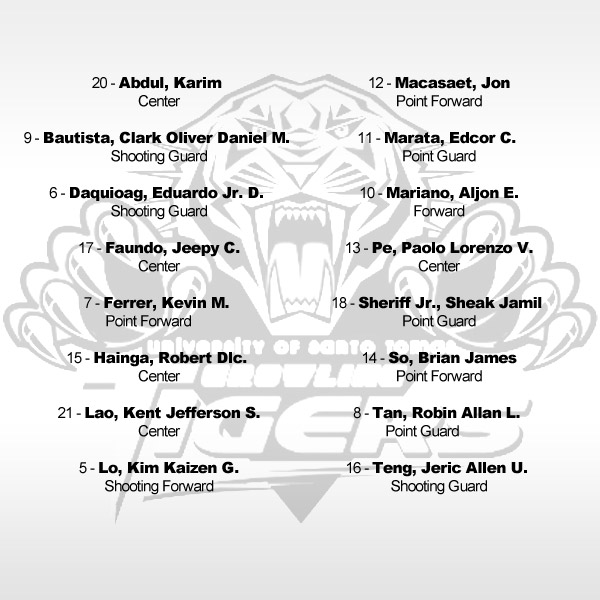 20 - Abdul, Karim
Center
9 - Bautista, Clark Oliver Daniel M.
Shooting Guard
6 - Daquioag, Eduardo Jr. D.
Shooting Guard
17 - Faundo, Jeepy C.
Center
7 - Ferrer, Kevin M.
Point Forward
15 - Hainga, Robert Dlc.
Center
21 - Lao, Kent Jefferson S.
Center
5 - Lo, Kim Kaizen G.
Shooting Forward
12 - Macasaet, Jon
Point Forward
11 - Marata, Edcor C.
Point Guard
10 - Mariano, Aljon E.
Forward
13 - Pe, Paolo Lorenzo V.
Center
18 - Sheriff Jr., Sheak Jamil
Point Guard
14 - So, Brian James
Point Forward
8 - Tan, Robin Allan L.
Point Guard
16 - Teng, Jeric Allen U.
Shooting Guard
University of Santo Tomas
Growling
Tigers